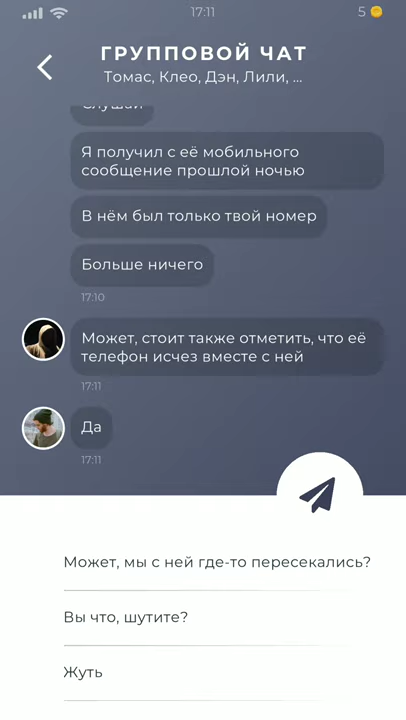 17:11
5
ГРУППОВОЙ ЧАТ
Томас, Клео, Дэн, Лили, ...
Слушай
Я получил с её мобильного
сообщение прошлой ночью
В нём был только твой номер
Больше ничего
17:10
Может, стоит также отметить, что её
телефон исчез вместе с ней
17:11
Да
17:11
Может, мы с ней где-то пересекались?
Вы что, шутите?
Жуть